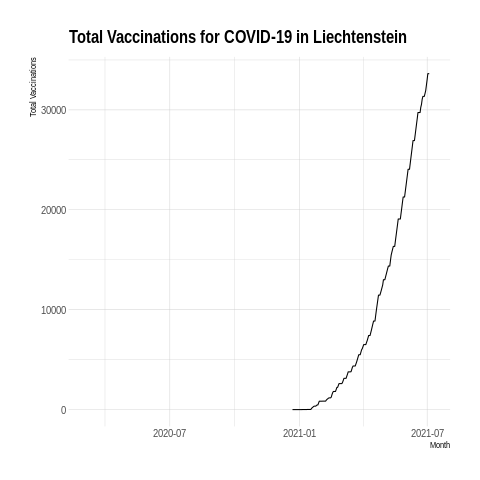 Total Vaccinations for COVID-19 in Liechtenstein
Total Vaccinations
30000
20000
10000
0
2020-07 2021-01 2021-07
Month